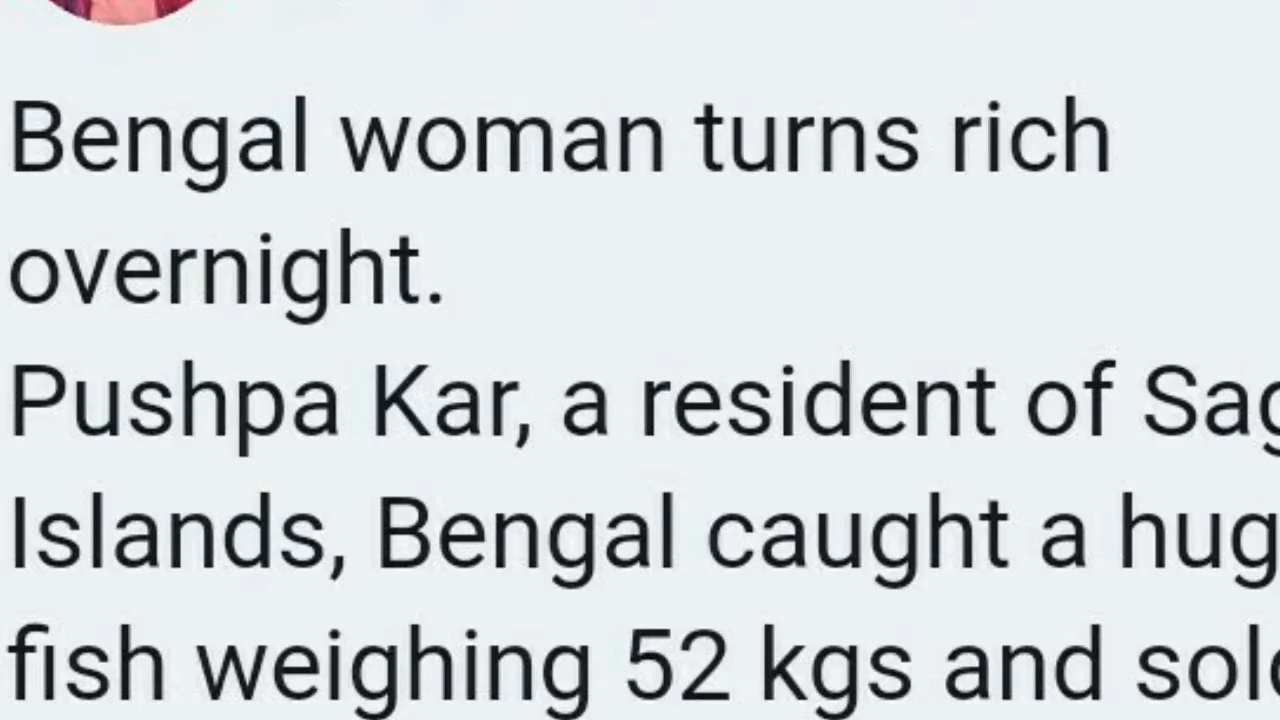 Bengal woman turns rich
overnight.
Pushpa Kar, a resident of
Islands, Bengal caught a
fish weighing 52 kgs and